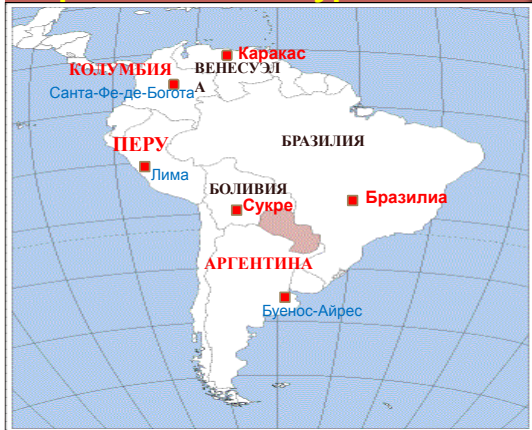 Каракас
КОЛУМБИЯ
ВЕНЕСУЭЛ
А
Санта-Фе-де-Богота
БРАЗИЛИЯ
ПЕРУ
Лима
БОЛИВИЯ
Сукре
Бразилиа
АРГЕНТИНА
Буенос-Айрес